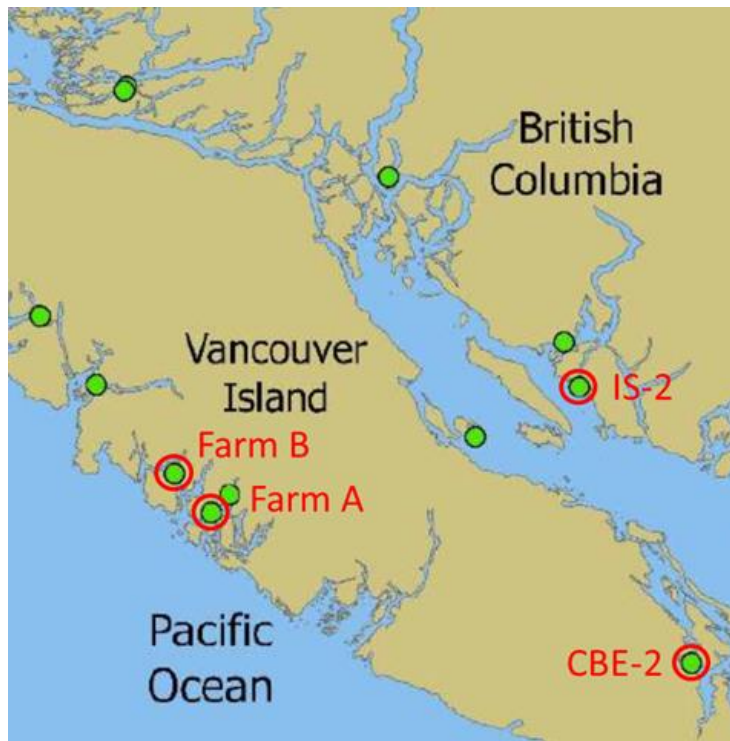 British
Columbia
Vancouver
Island
IS-2
Farm B
Farm A
Pacific
Ocean
CBE-2